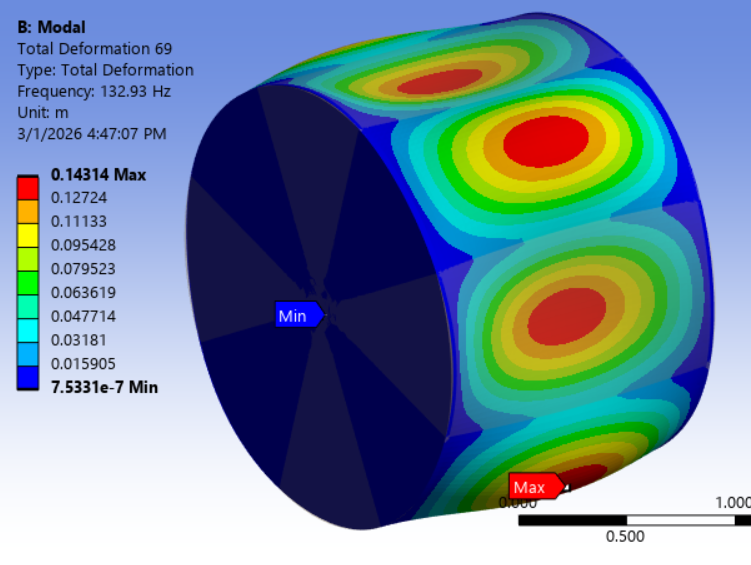 B: Modal
Total Deformation 69
Type: Total Deformation
Frequency: 132.93 Hz
Unit: m
3/1/2026 4:47:07 PM
0.14314 Max
0.12724
0.11133
0.095428
0.079523
0.063619
0.047714
0.03181
0.015905
7.5331e-7 Min
Min
Max
0.000
1.000
0.500